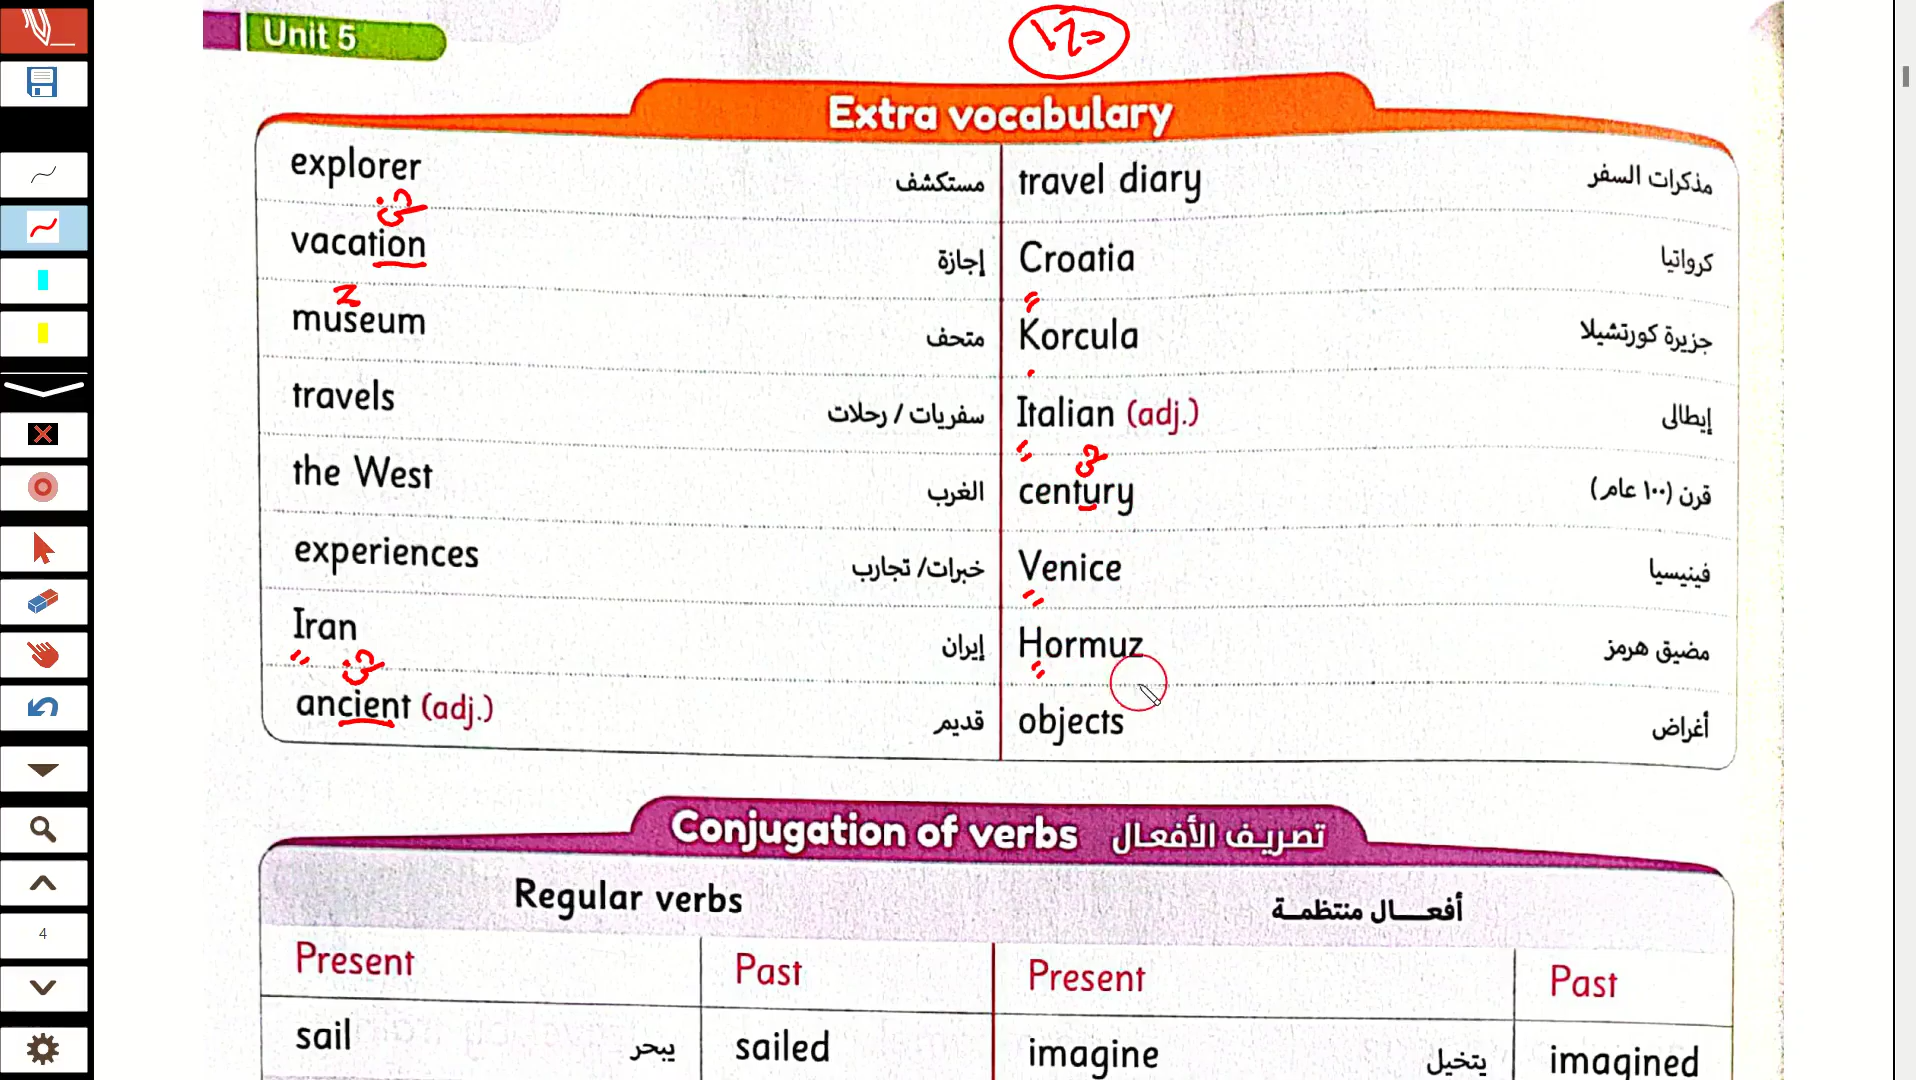 Unit 5
Extra vocabulary
explorer مستكشف travel diary مذكرات السفر
vacation إجازة Croatia كرواتيا
museum متحف Korcula جزيرة كورتشيلا
travels سفريات / رحلات Italian (adj.) إيطالى
the West الغرب century قرن (١٠٠ عام)
experiences خبرات/ تجارب Venice فينيسيا
Iran إيران Hormuz مضيق هرمز
ancient (adj.) قديم objects أغراض
Conjugation of verbs تصريف الأفعال
Regular verbs أفعـــال منتظمـة
Present Past Present Past
sail يبحر sailed imagine يتخيل imagined
z
4